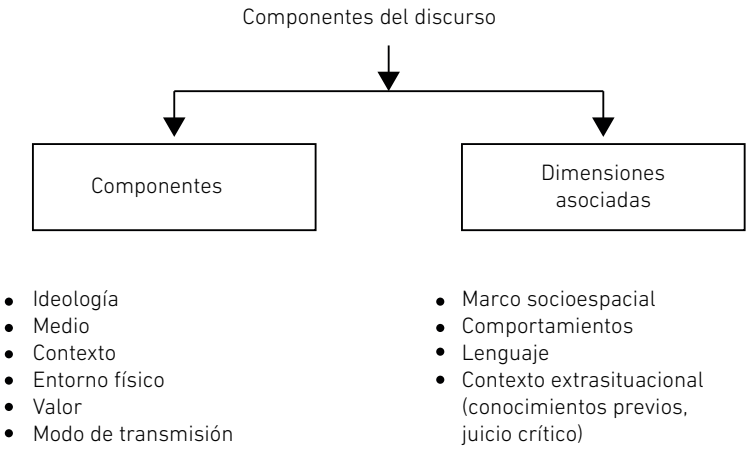 Componentes del discurso
Componentes
Dimensiones
asociadas
• Ideología
• Medio
• Contexto
• Entorno físico
• Valor
• Modo de transmisión
• Marco socioespacial
• Comportamientos
• Lenguaje
• Contexto extrasituacional
(conocimientos previos,
juicio crítico)